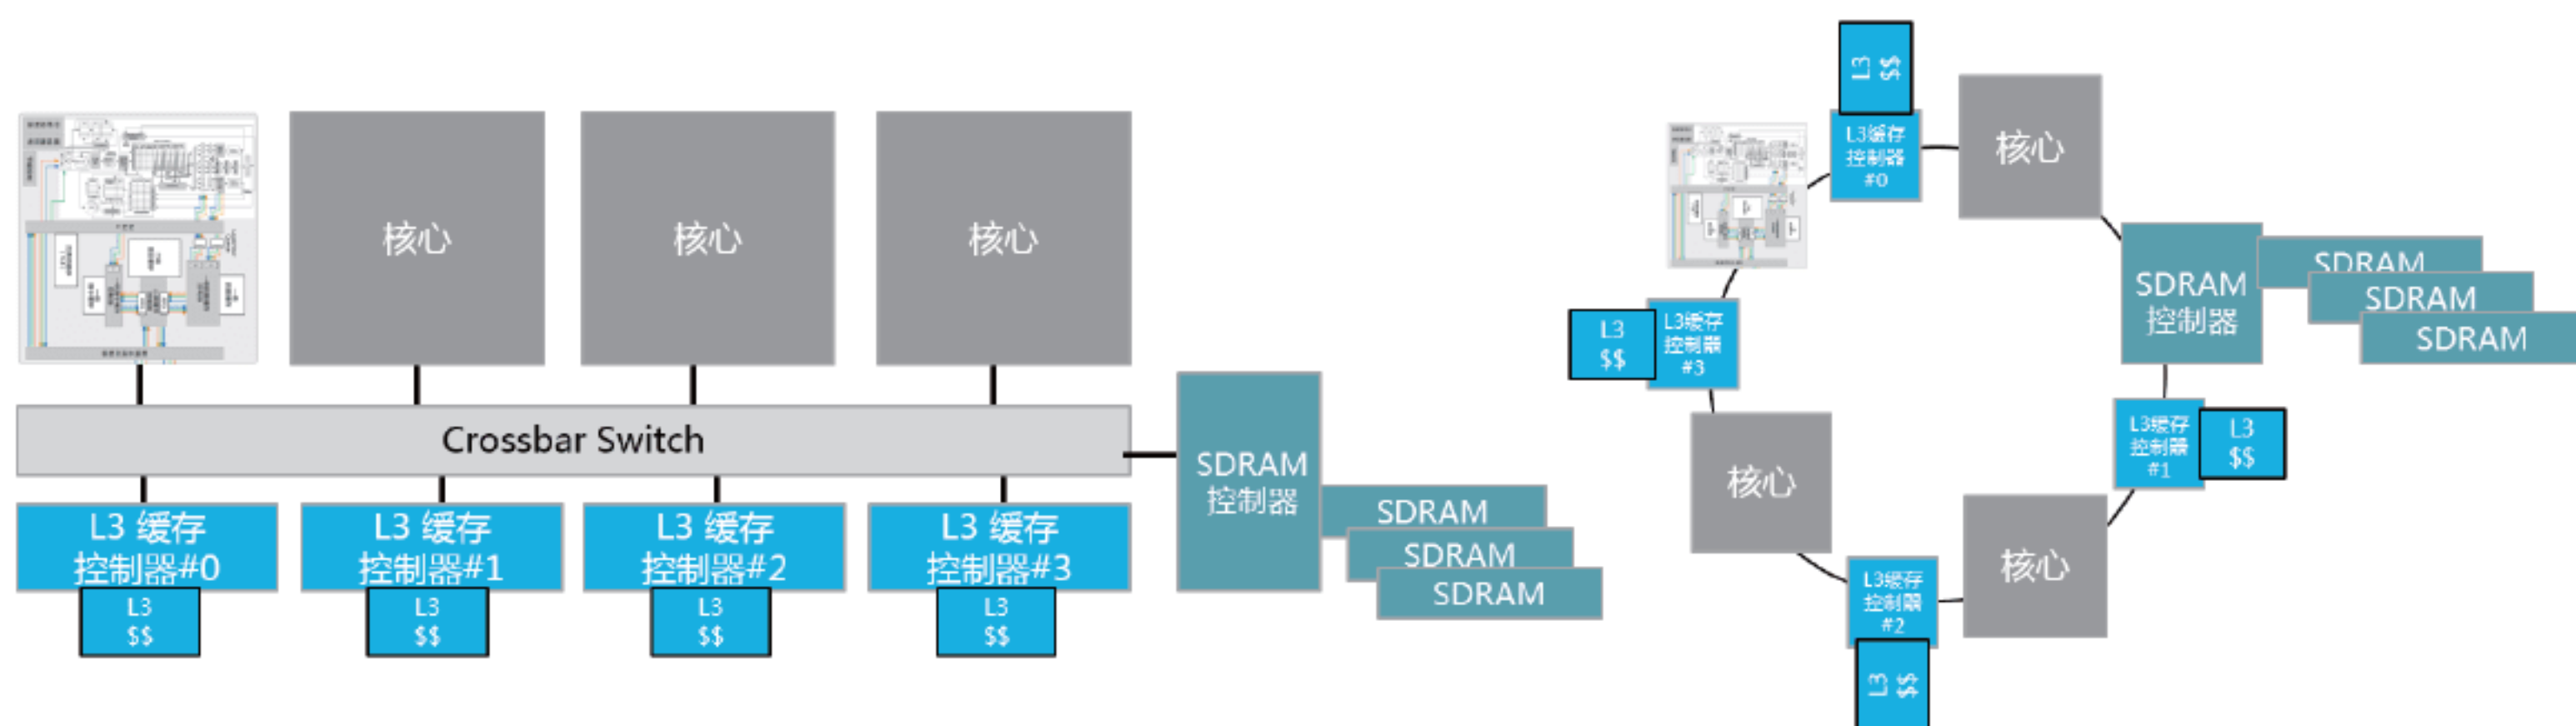 核心
核心
核心
Crossbar Switch
L3 缓存
控制器#0
L3
$$
L3 缓存
控制器#1
L3
$$
L3 缓存
控制器#2
L3
$$
L3 缓存
控制器#3
L3
$$
SDRAM
控制器
SDRAM
SDRAM
SDRAM
L3
$$
L3缓存
控制器
#0
核心
SDRAM
控制器
SDRAM
SDRAM
SDRAM
L3
$$
L3缓存
控制器
#3
L3缓存
控制器
#1
L3
$$
核心
核心
L3缓存
控制器
#2
L3
$$